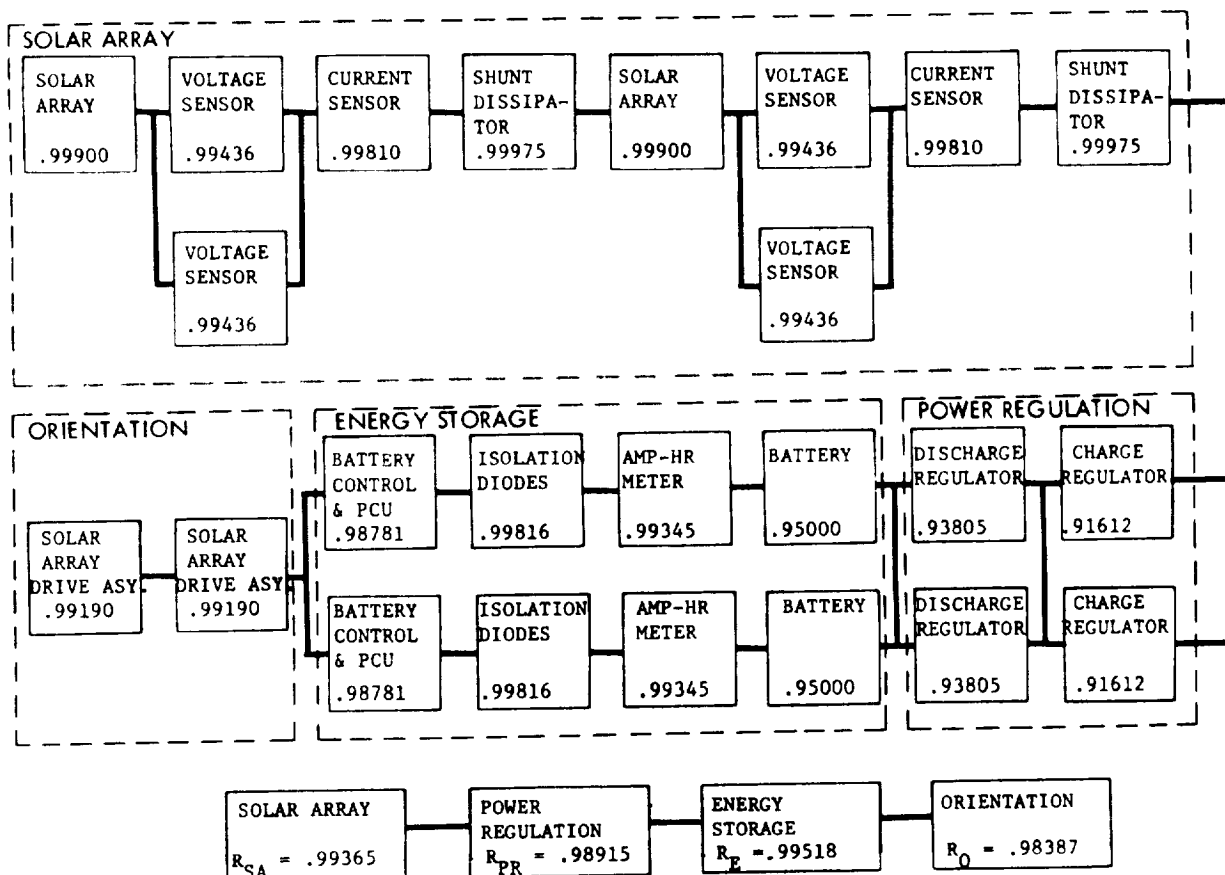 SOLAR ARRAY
SOLAR
ARRAY
.99900
VOLTAGE
SENSOR
.99436
CURRENT
SENSOR
.99810
SHUNT
DISSIPA-
TOR
.99975
SOLAR
ARRAY
.99900
VOLTAGE
SENSOR
.99436
CURRENT
SENSOR
.99810
SHUNT
DISSIPA-
TOR
.99975
VOLTAGE
SENSOR
.99436
VOLTAGE
SENSOR
.99436
ORIENTATION
SOLAR
ARRAY
DRIVE ASY.
.99190
SOLAR
ARRAY
DRIVE ASY.
.99190
ENERGY STORAGE
BATTERY
CONTROL
& PCU
.98781
ISOLATION
DIODES
.99816
AMP-HR
METER
.99345
BATTERY
.95000
BATTERY
CONTROL
& PCU
.98781
ISOLATION
DIODES
.99816
AMP-HR
METER
.99345
BATTERY
.95000
POWER REGULATION
DISCHARGE
REGULATOR
.93805
CHARGE
REGULATOR
.91612
DISCHARGE
REGULATOR
.93805
CHARGE
REGULATOR
.91612
SOLAR ARRAY
R_SA = .99365
POWER
REGULATION
R_PR = .98915
ENERGY
STORAGE
R_E = .99518
ORIENTATION
R_O = .98387